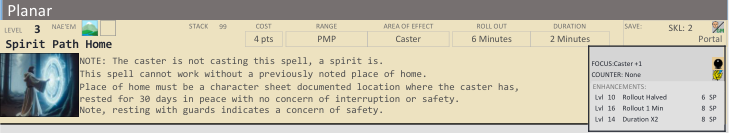 Planar
LEVEL 3 NAE'EM STACK 99 COST RANGE AREA OF EFFECT ROLL OUT DURATION SAVE: SKL: 2
4 pts PMP Caster 6 Minutes 2 Minutes Portal
Spirit Path Home
NOTE: The caster is not casting this spell, a spirit is.
This spell cannot work without a previously noted place of home.
Place of home must be a character sheet documented location where the caster has,
rested for 30 days in peace with no concern of interruption or safety.
Note, resting with guards indicates a concern of safety.
FOCUS:Caster +1
COUNTER: None
ENHANCEMENTS:
Lvl 10 Rollout Halved 6 SP
Lvl 16 Rollout 1 Min 8 SP
Lvl 14 Duration X2 8 SP